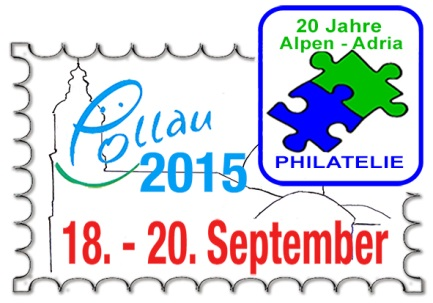 20 Jahre
Alpen - Adria
PHILATELIE
Pöllau
2015
18. - 20. September